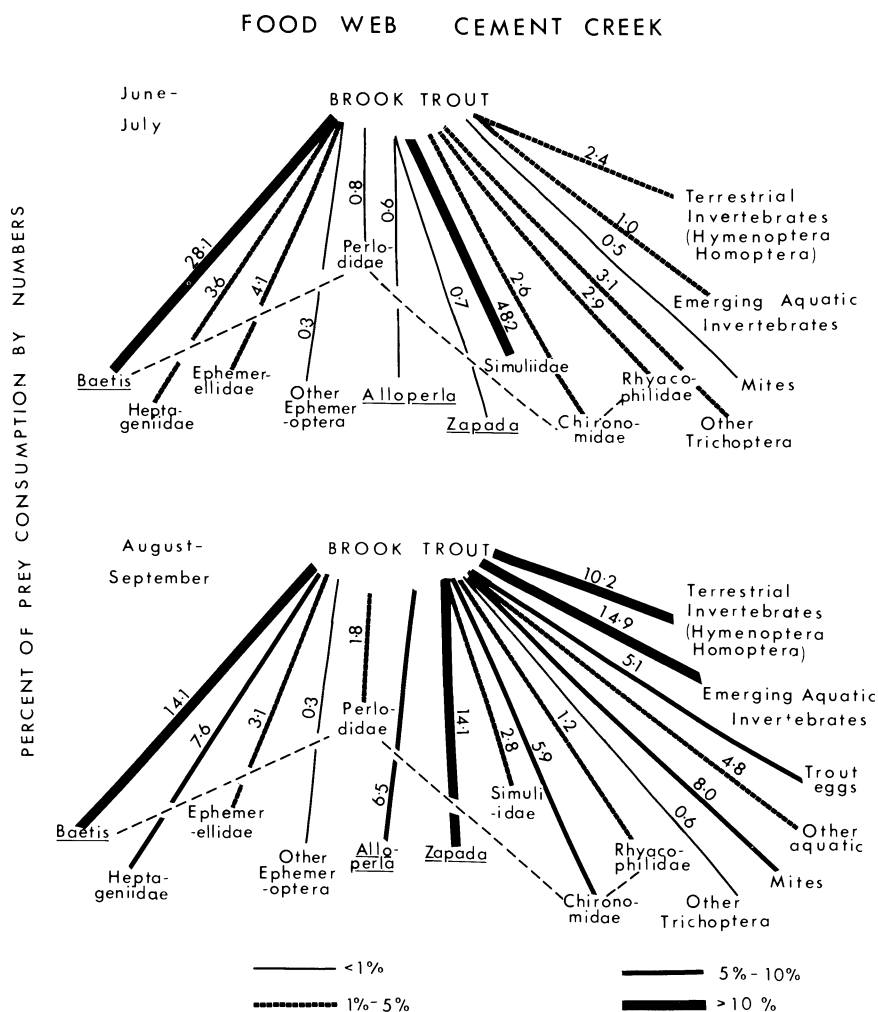 FOOD WEB CEMENT CREEK
PERCENT OF PREY CONSUMPTION BY NUMBERS
June-
July
BROOK TROUT
28·1
3·6
4·1
0·3
0·8
0·6
0·7
48·2
2·6
2·9
3·1
0·5
1·0
2·4
Perlo-
didae
Terrestrial
Invertebrates
(Hymenoptera
Homoptera)
Emerging Aquatic
Invertebrates
Baetis
Hepta-
geniidae
Ephemer-
ellidae
Other
Ephemer
-optera
Alloperla
Zapada
Simuliidae
Chirono-
midae
Rhyaco-
philidae
Mites
Other
Trichoptera
August-
September
BROOK TROUT
14·1
7·6
3·1
0·3
1·8
6·5
14·1
2·8
5·9
1·2
0·6
8·0
4·8
5·1
14·9
10·2
Perlo-
didae
Terrestrial
Invertebrates
(Hymenoptera
Homoptera)
Emerging Aquatic
Invertebrates
Trout
eggs
Other
aquatic
Mites
Baetis
Hepta-
geniidae
Ephemer
-ellidae
Other
Ephemer
-optera
Allo-
perla
Zapada
Simuli
-idae
Chirono-
midae
Rhyaco-
philidae
Other
Trichoptera
<1%
1%-5%
5%-10%
>10 %